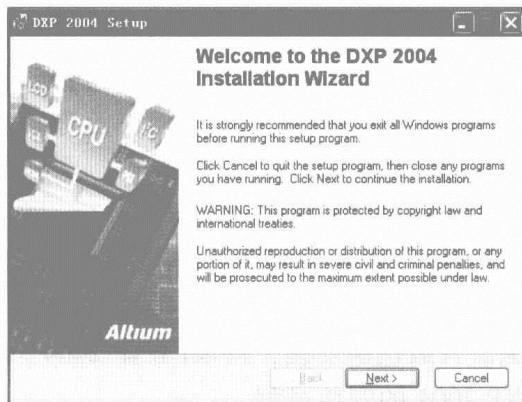 DXP 2004 Setup
Welcome to the DXP 2004
Installation Wizard
It is strongly recommended that you exit all Windows programs
before running this setup program.
Click Cancel to quit the setup program, then close any programs
you have running. Click Next to continue the installation.
WARNING: This program is protected by copyright law and
international treaties.
Unauthorized reproduction or distribution of this program, or any
portion of it, may result in severe civil and criminal penalties, and
will be prosecuted to the maximum extent possible under law.
LCD
CPU
I²C
Altium
Back
Next >
Cancel